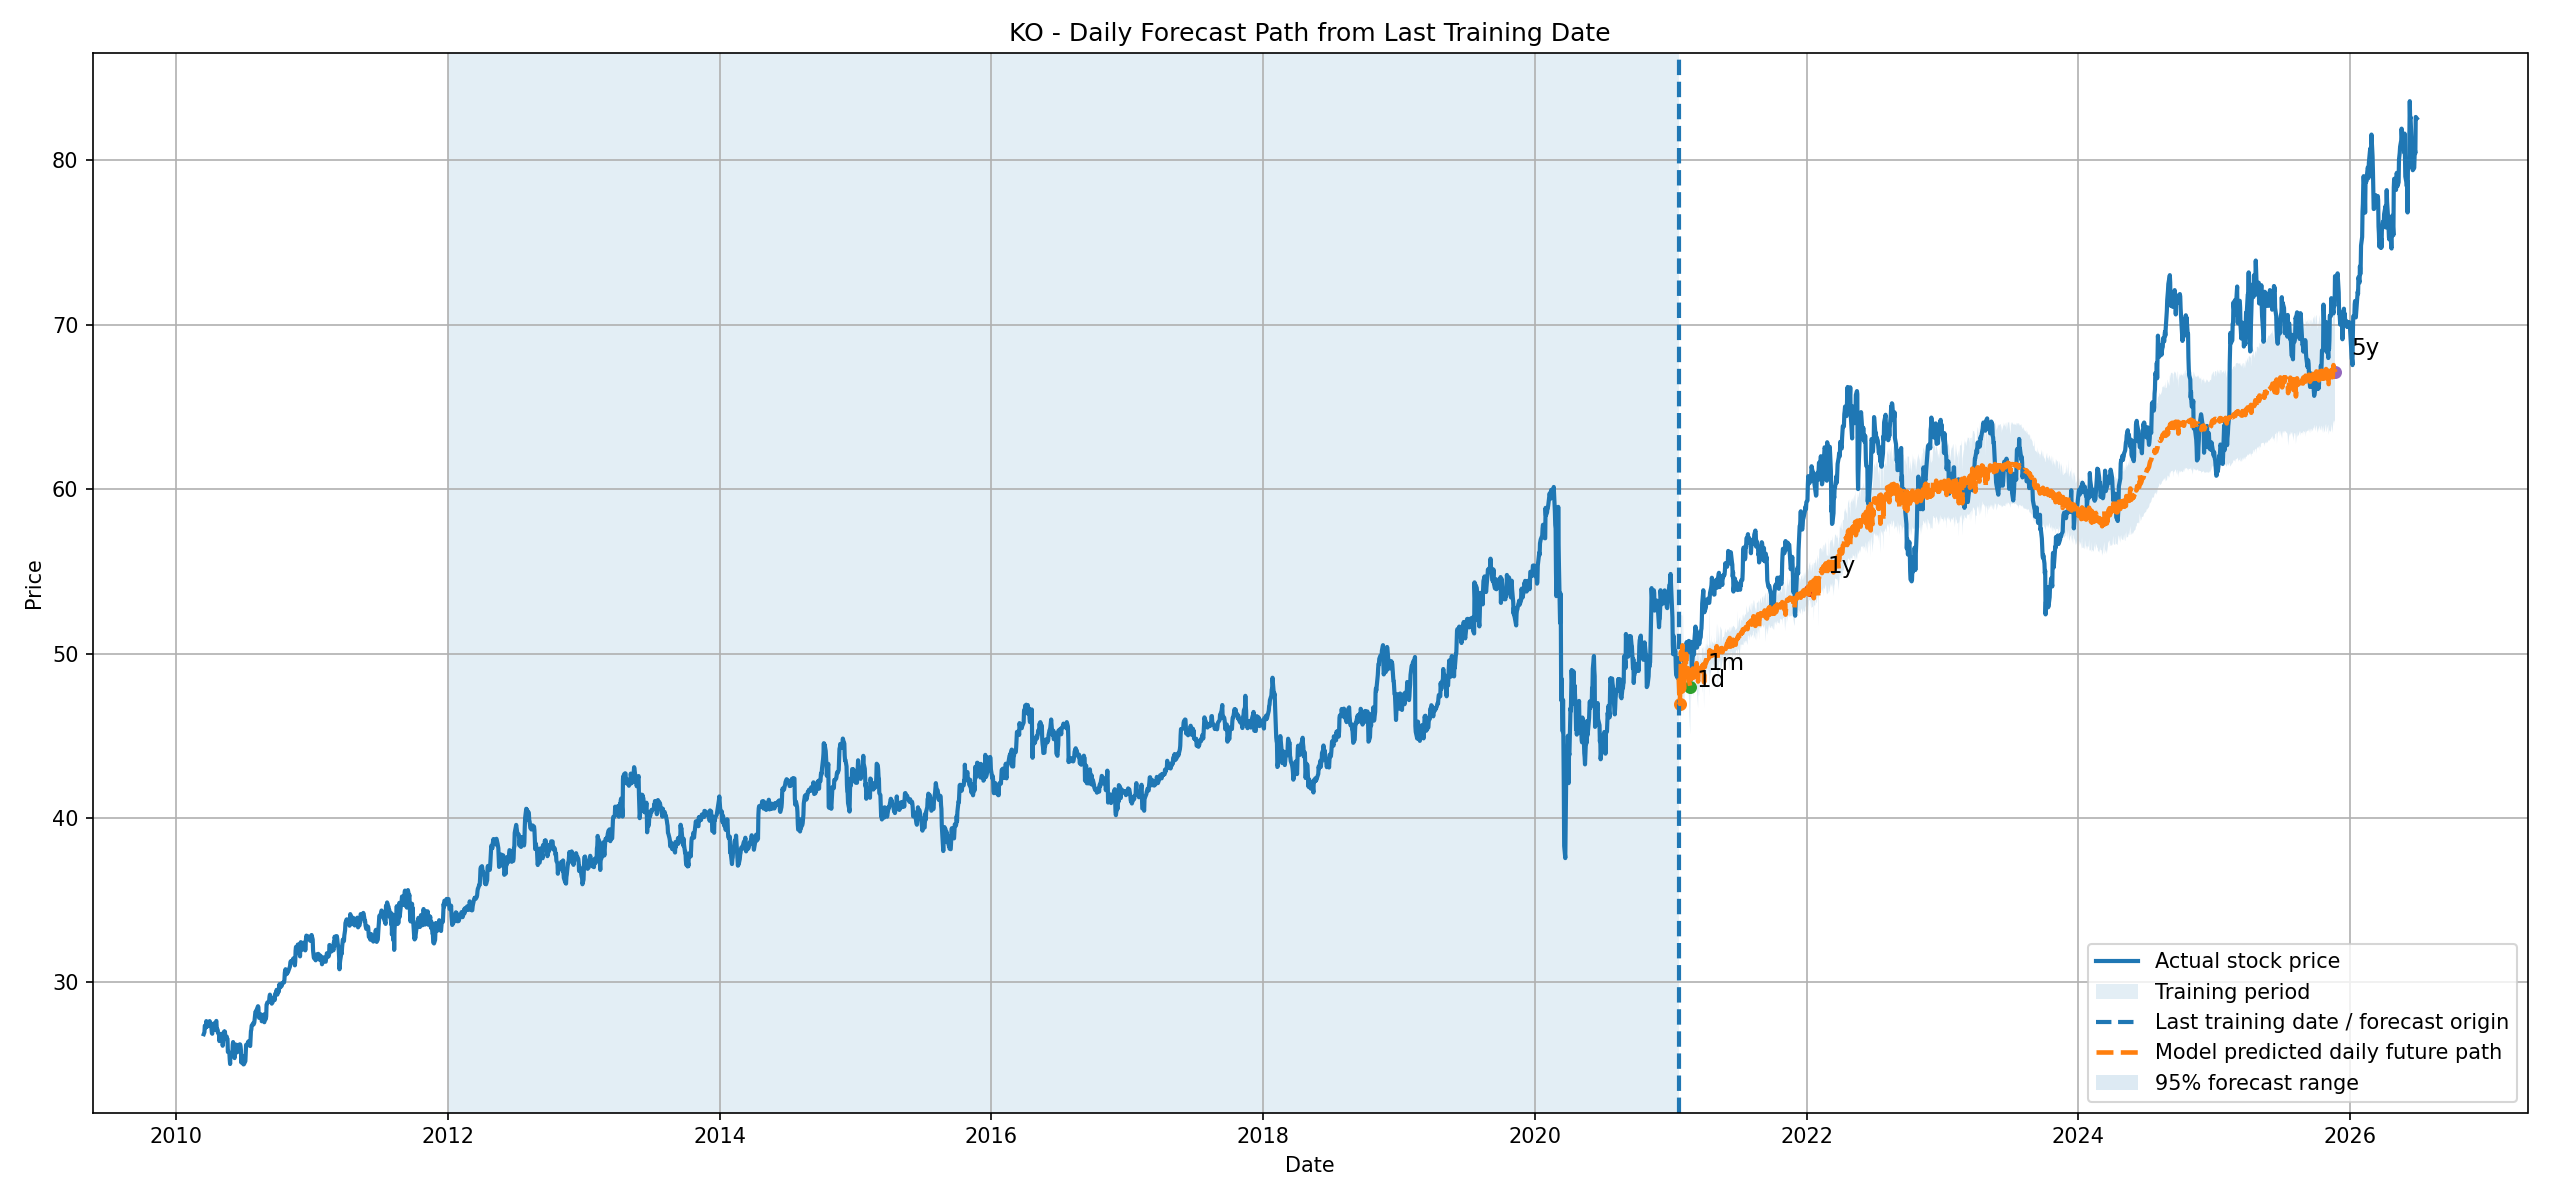 KO - Daily Forecast Path from Last Training Date
Price
80
70
60
50
40
30
5y
1y
1m
1d
Actual stock price
Training period
Last training date / forecast origin
Model predicted daily future path
95% forecast range
2010 2012 2014 2016 2018 2020 2022 2024 2026
Date